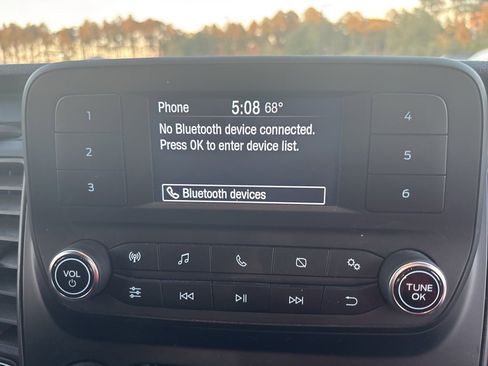 Phone 5:08 68°
No Bluetooth device connected.
Press OK to enter device list.
Bluetooth devices
1
2
3
4
5
6
VOL
TUNE
OK